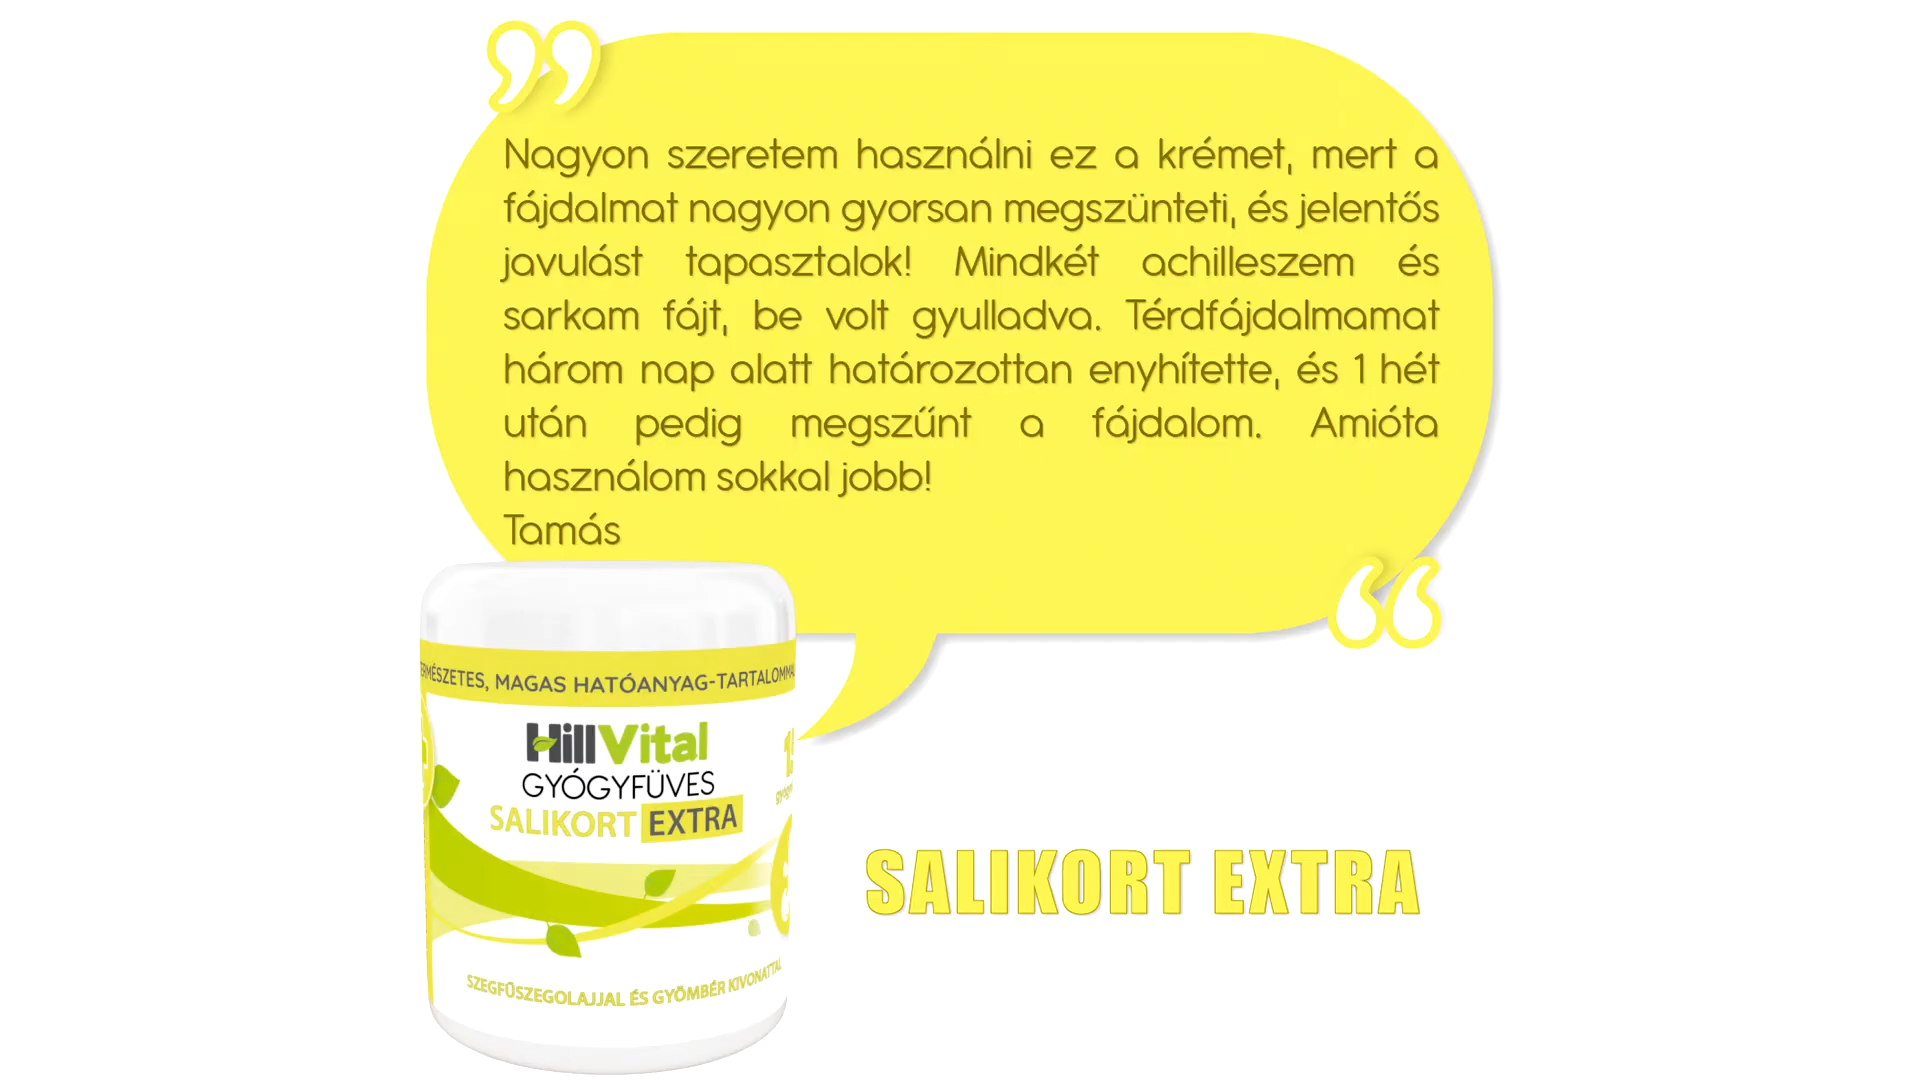 Nagyon szeretem használni ez a krémet, mert a
fájdalmat nagyon gyorsan megszünteti, és jelentős
javulást tapasztalok! Mindkét achilleszem és
sarkam fájt, be volt gyulladva. Térdfájdalmamat
három nap alatt határozottan enyhítette, és 1 hét
után pedig megszűnt a fájdalom. Amióta
használom sokkal jobb!
Tamás
MAGAS HATÓANYAG-TARTALOMMAL
HillVital
GYÓGYFÜVES
SALIKORT EXTRA
SZEGFŰSZEGOLAJJAL ÉS GYÖMBÉR KIVONATTAL
SALIKORT EXTRA